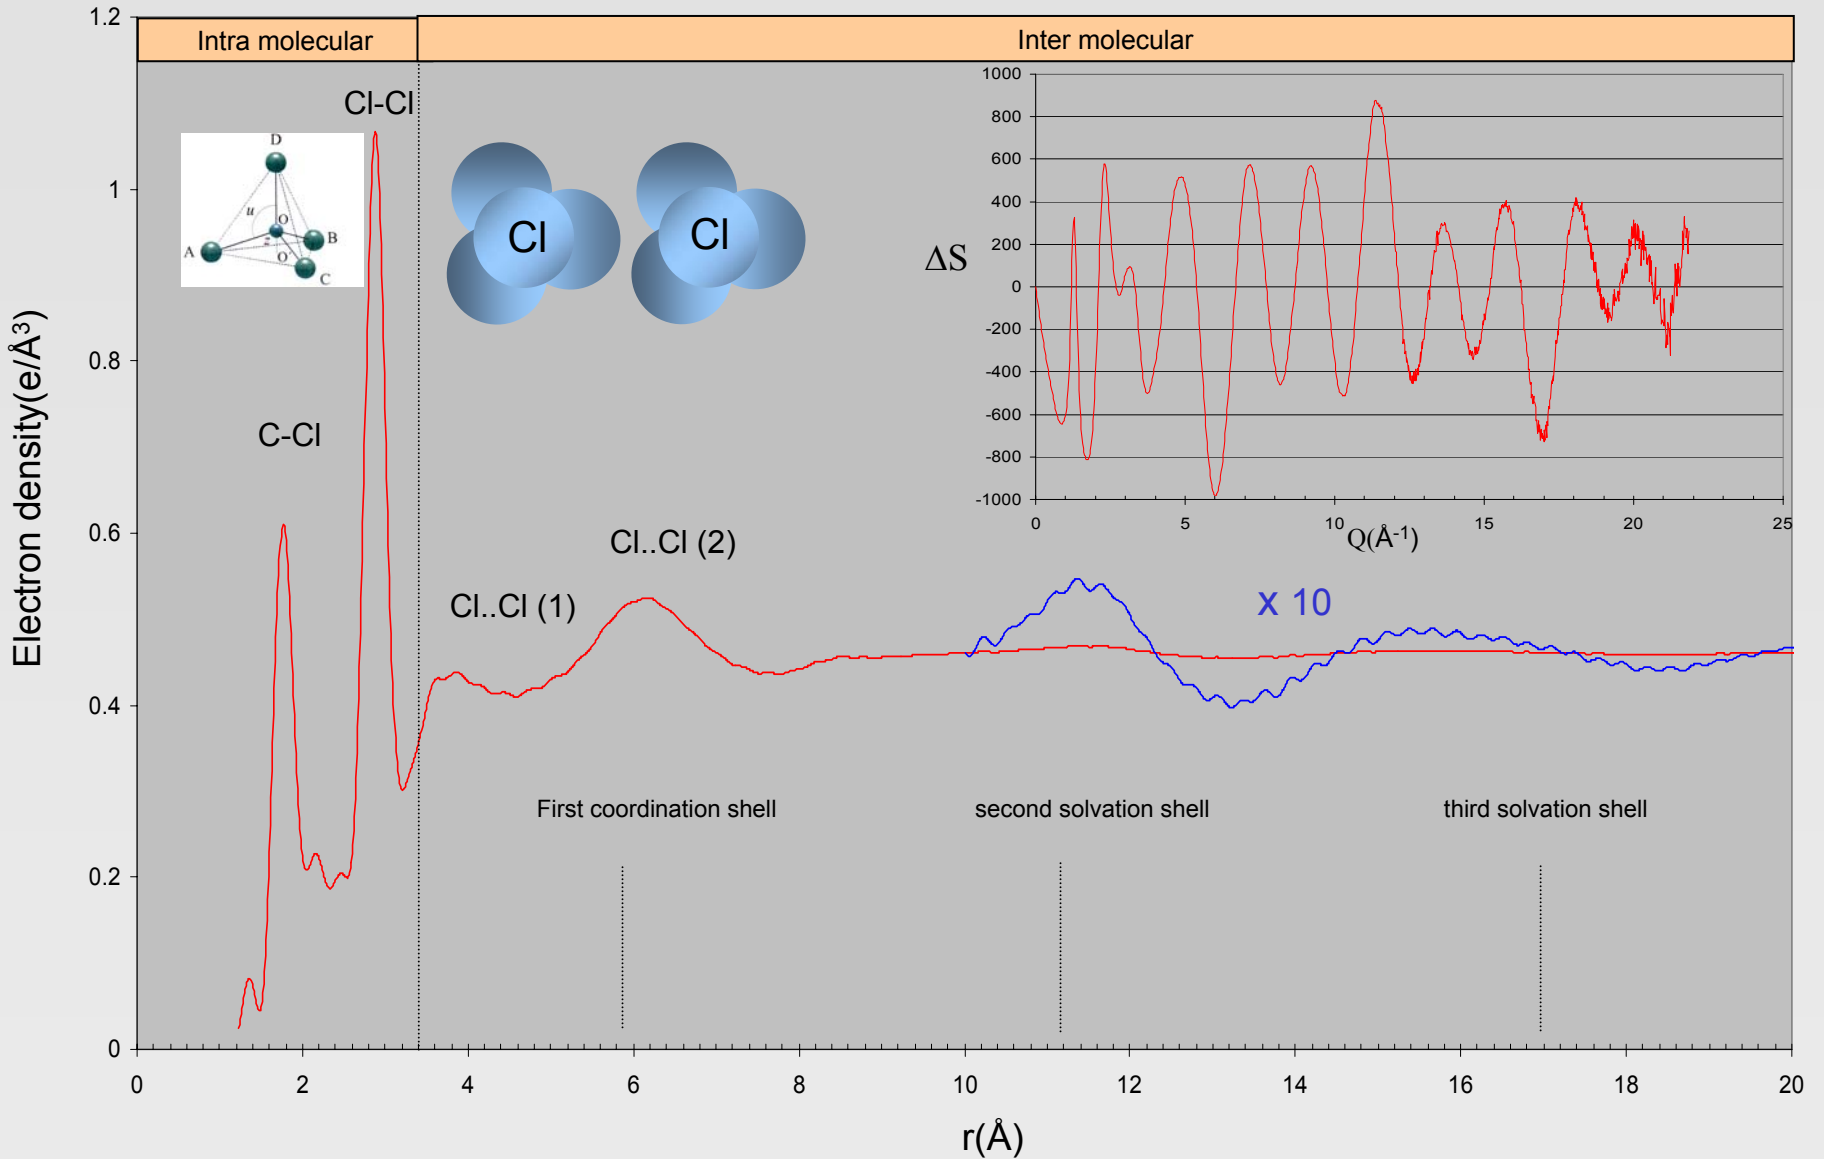 Intra molecular
Inter molecular
Cl-Cl
D
u
O
z
B
A
O'
C
Cl
Cl
C-Cl
Cl..Cl (1)
Cl..Cl (2)
x 10
First coordination shell
second solvation shell
third solvation shell
Electron density(e/Å³)
1.2
1
0.8
0.6
0.4
0.2
0
0
2
4
6
8
10
12
14
16
18
20
r(Å)
ΔS
1000
800
600
400
200
0
-200
-400
-600
-800
-1000
0
5
10
15
20
25
Q(Å⁻¹)